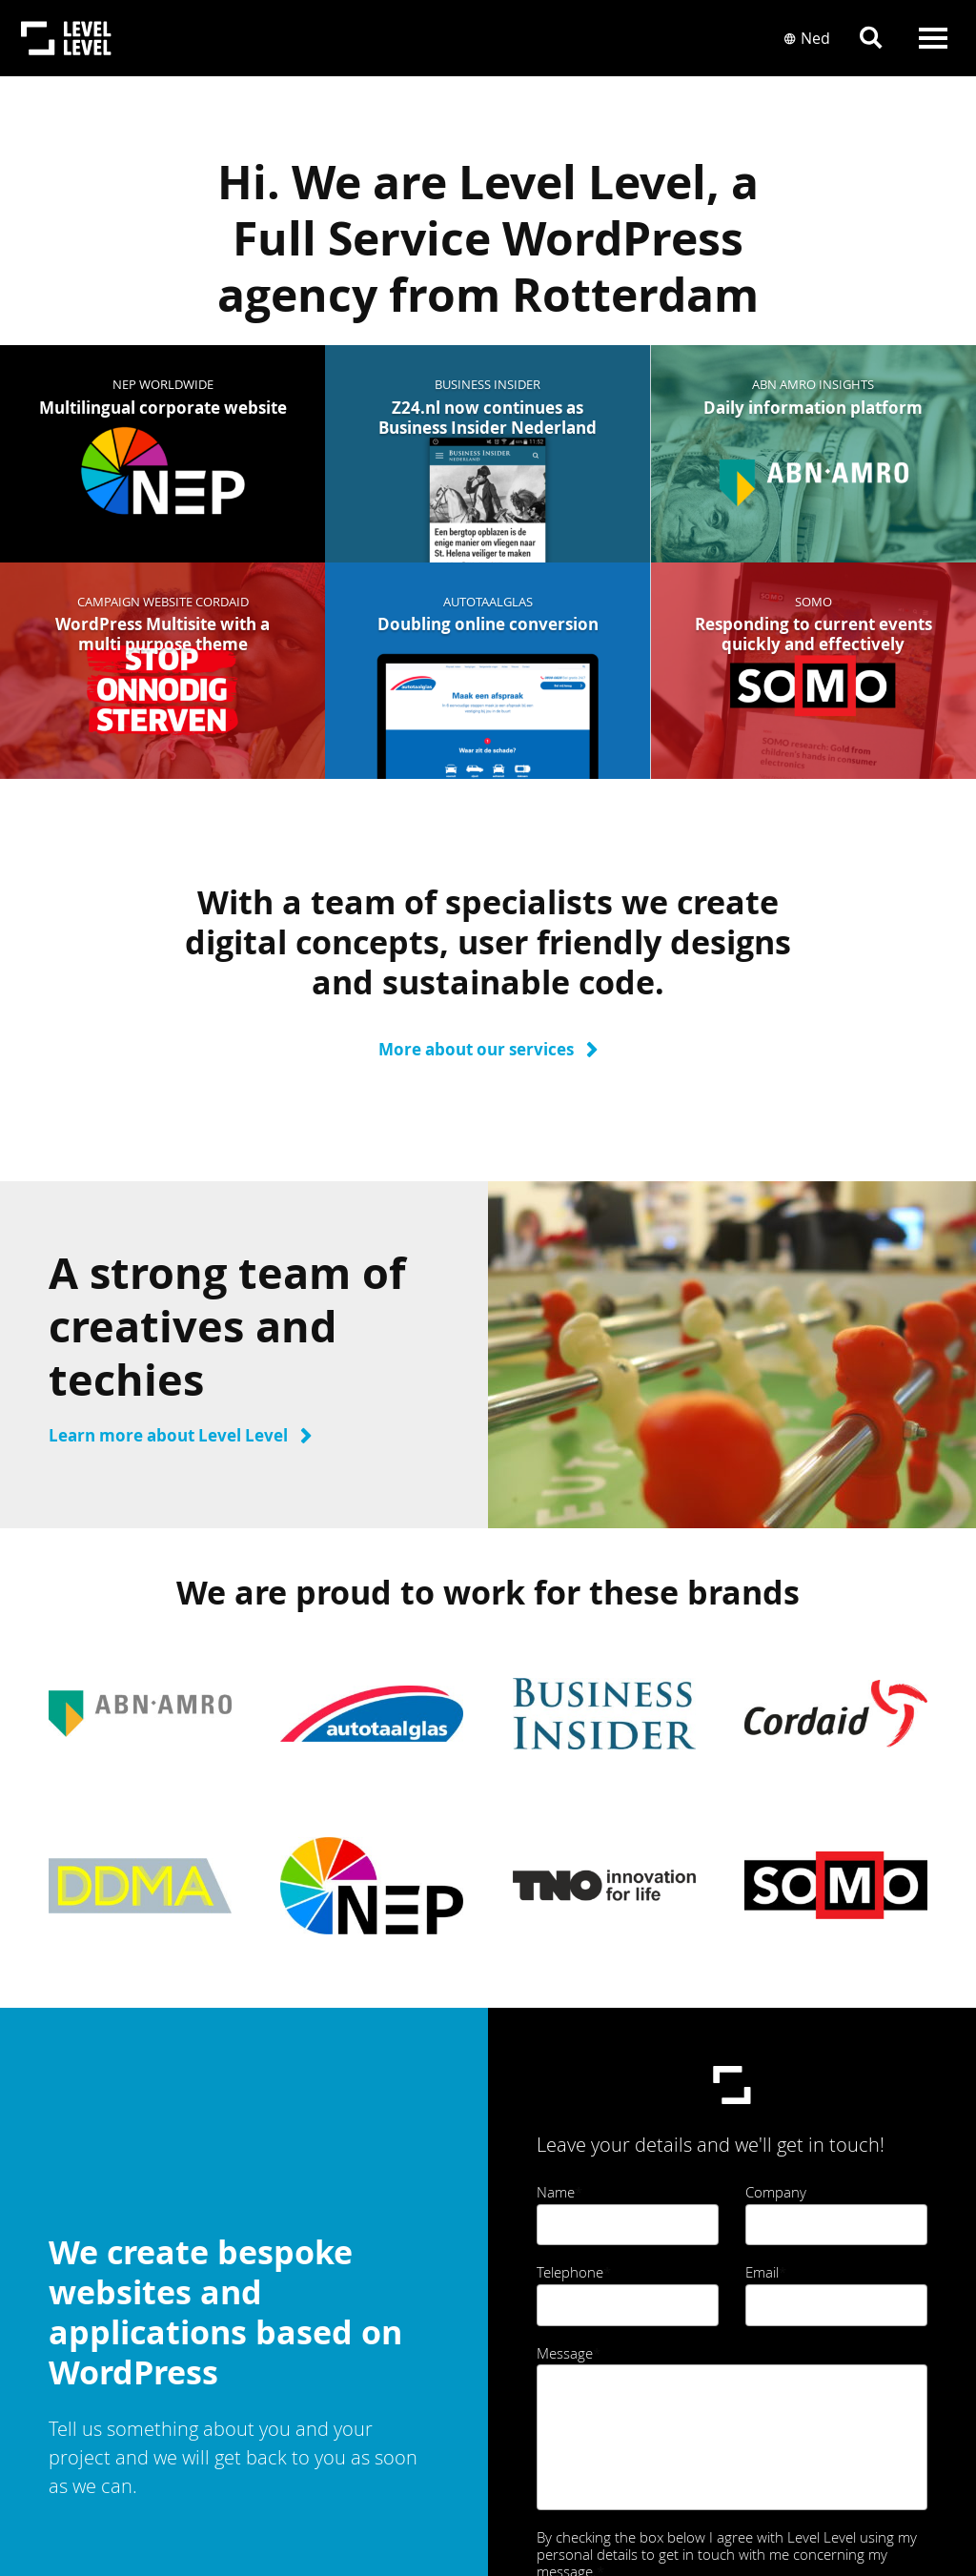 LEVEL
LEVEL
Ned
Hi. We are Level Level, a
Full Service WordPress
agency from Rotterdam
NEP WORLDWIDE
Multilingual corporate website
NEP
BUSINESS INSIDER
Z24.nl now continues as
Business Insider Nederland
11:52
BUSINESS INSIDER
NEDERLAND
Een bergtop opblazen is de
enige manier om vliegen naar
St. Helena veiliger te maken
ABN AMRO INSIGHTS
Daily information platform
ABN·AMRO
CAMPAIGN WEBSITE CORDAID
WordPress Multisite with a
multi purpose theme
STOP
ONNODIG
STERVEN
AUTOTAALGLAS
Doubling online conversion
autotaalglas
Maak een afspraak
Waar zit de schade?
SOMO
Responding to current events
quickly and effectively
SOMO
SOMO
SOMO research: Gold from
children's hands in consumer
electronics
With a team of specialists we create
digital concepts, user friendly designs
and sustainable code.
More about our services
A strong team of
creatives and
techies
Learn more about Level Level
We are proud to work for these brands
ABN·AMRO
autotaalglas
BUSINESS
INSIDER
Cordaid
DDMA
NEP
TNO innovation
for life
SOMO
We create bespoke
websites and
applications based on
WordPress
Tell us something about you and your
project and we will get back to you as soon
as we can.
Leave your details and we'll get in touch!
Name
Company
Telephone
Email
Message
By checking the box below I agree with Level Level using my
personal details to get in touch with me concerning my
message.